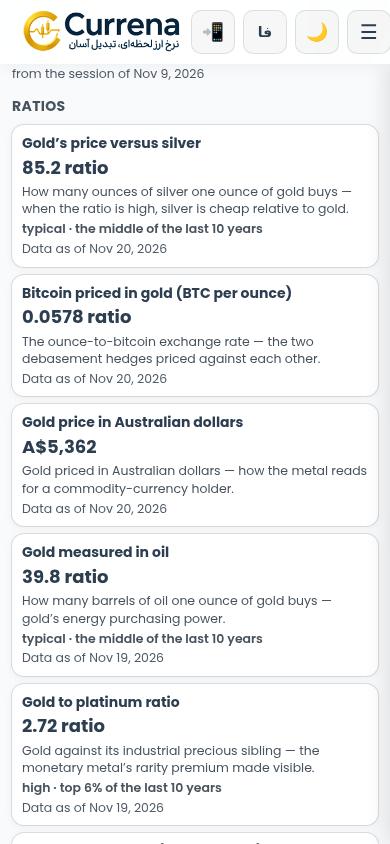 Currena
نرخ ارز لحظه‌ای، تبدیل آسان
فا
from the session of Nov 9, 2026
RATIOS
Gold’s price versus silver
85.2 ratio
How many ounces of silver one ounce of gold buys —
when the ratio is high, silver is cheap relative to gold.
typical · the middle of the last 10 years
Data as of Nov 20, 2026
Bitcoin priced in gold (BTC per ounce)
0.0578 ratio
The ounce-to-bitcoin exchange rate — the two
debasement hedges priced against each other.
Data as of Nov 20, 2026
Gold price in Australian dollars
A$5,362
Gold priced in Australian dollars — how the metal reads
for a commodity-currency holder.
Data as of Nov 20, 2026
Gold measured in oil
39.8 ratio
How many barrels of oil one ounce of gold buys —
gold’s energy purchasing power.
typical · the middle of the last 10 years
Data as of Nov 19, 2026
Gold to platinum ratio
2.72 ratio
Gold against its industrial precious sibling — the
monetary metal’s rarity premium made visible.
high · top 6% of the last 10 years
Data as of Nov 19, 2026